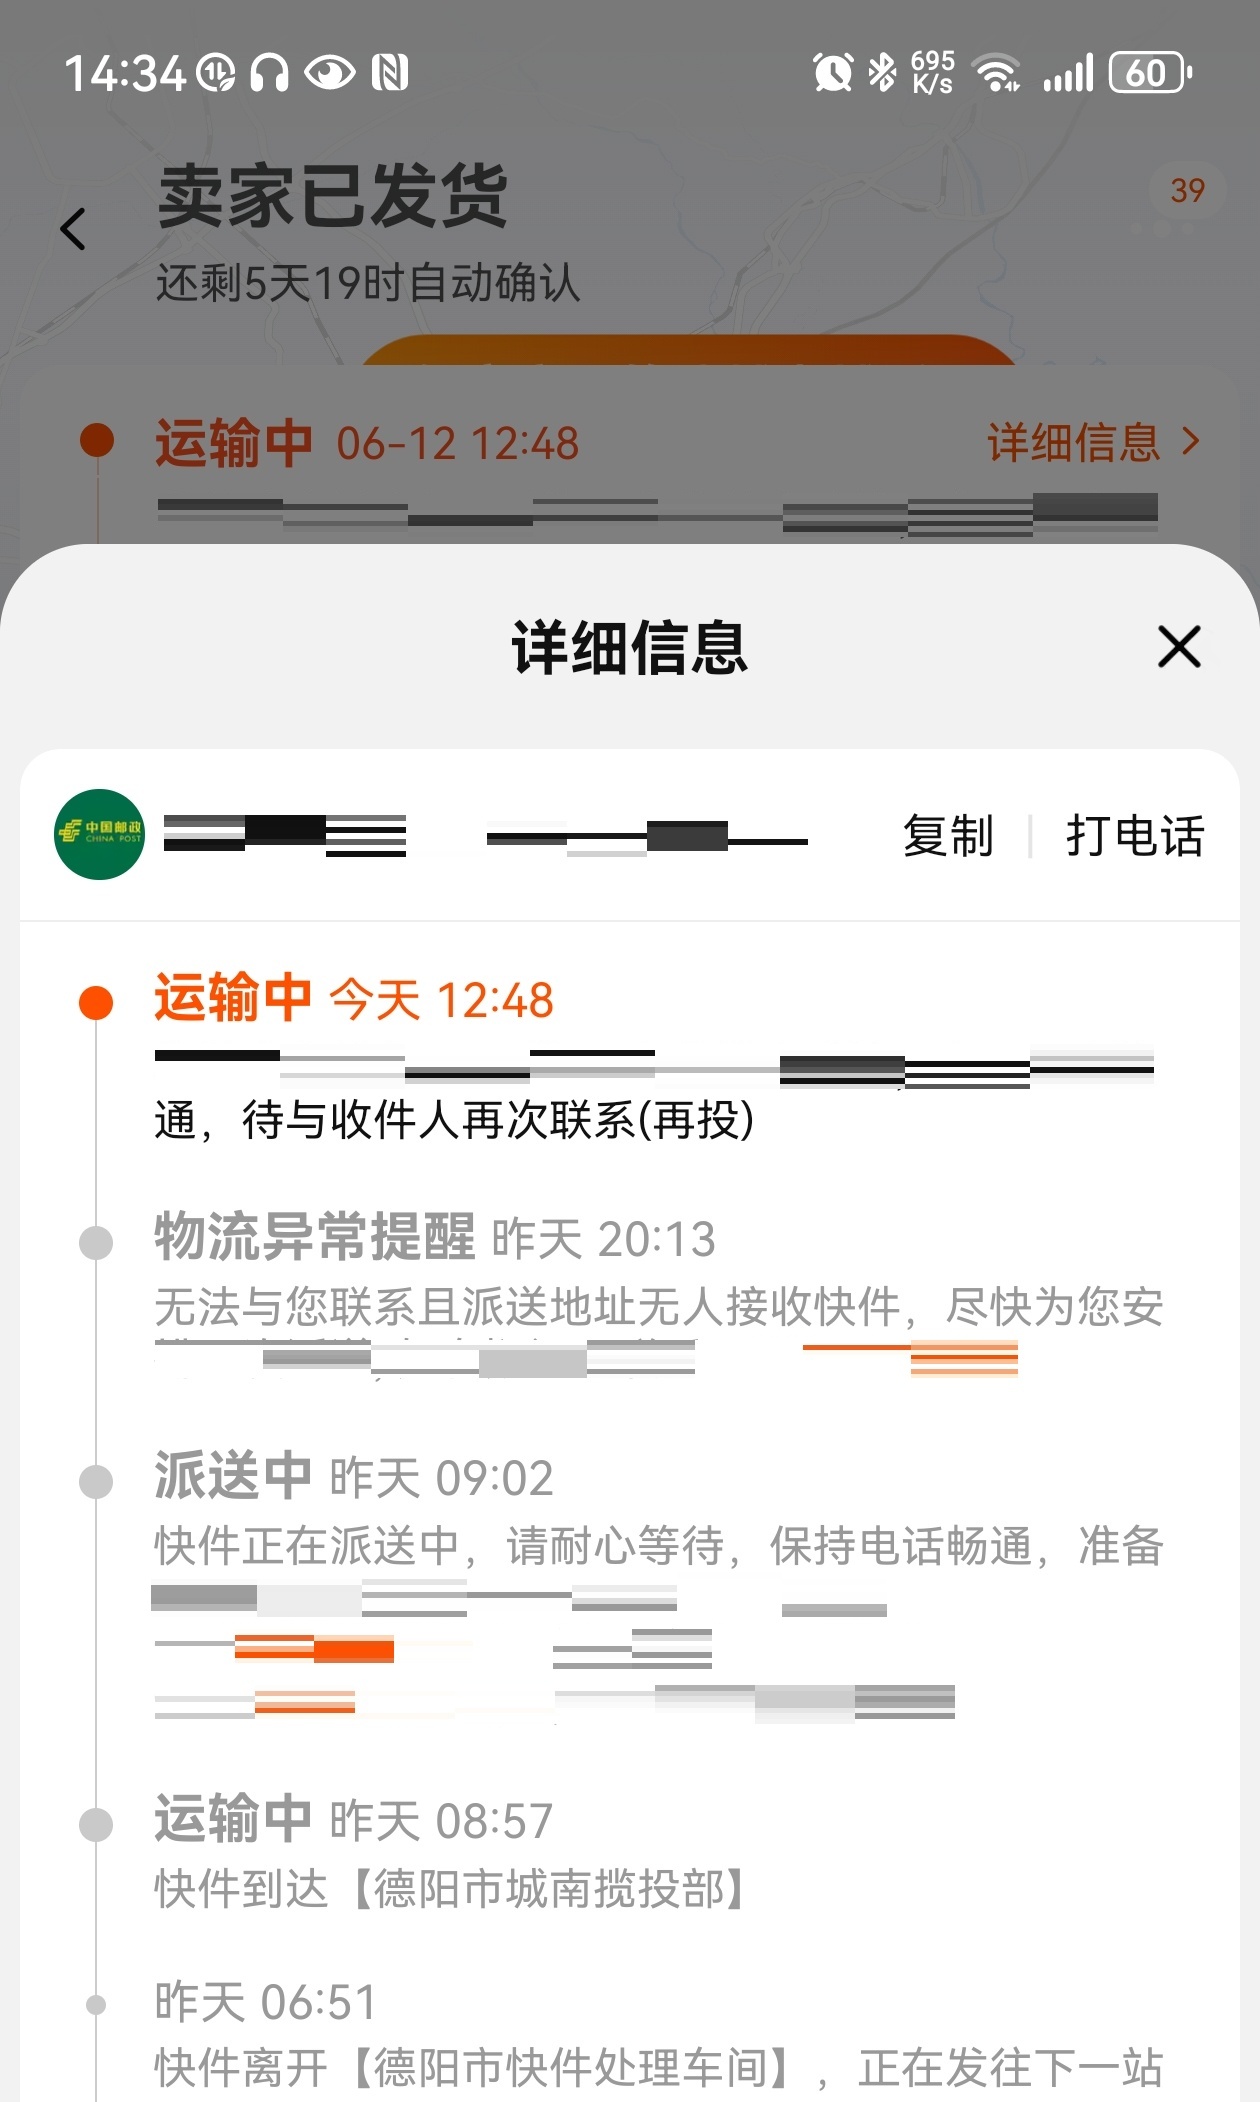 14:34
695
K/s
60
卖家已发货
39
还剩5天19时自动确认
运输中 06-12 12:48
详细信息
详细信息
中国邮政
CHINA POST
复制
打电话
运输中 今天 12:48
通，待与收件人再次联系(再投)
物流异常提醒 昨天 20:13
无法与您联系且派送地址无人接收快件，尽快为您安
派送中 昨天 09:02
快件正在派送中，请耐心等待，保持电话畅通，准备
运输中 昨天 08:57
快件到达【德阳市城南揽投部】
昨天 06:51
快件离开【德阳市快件处理车间】，正在发往下一站